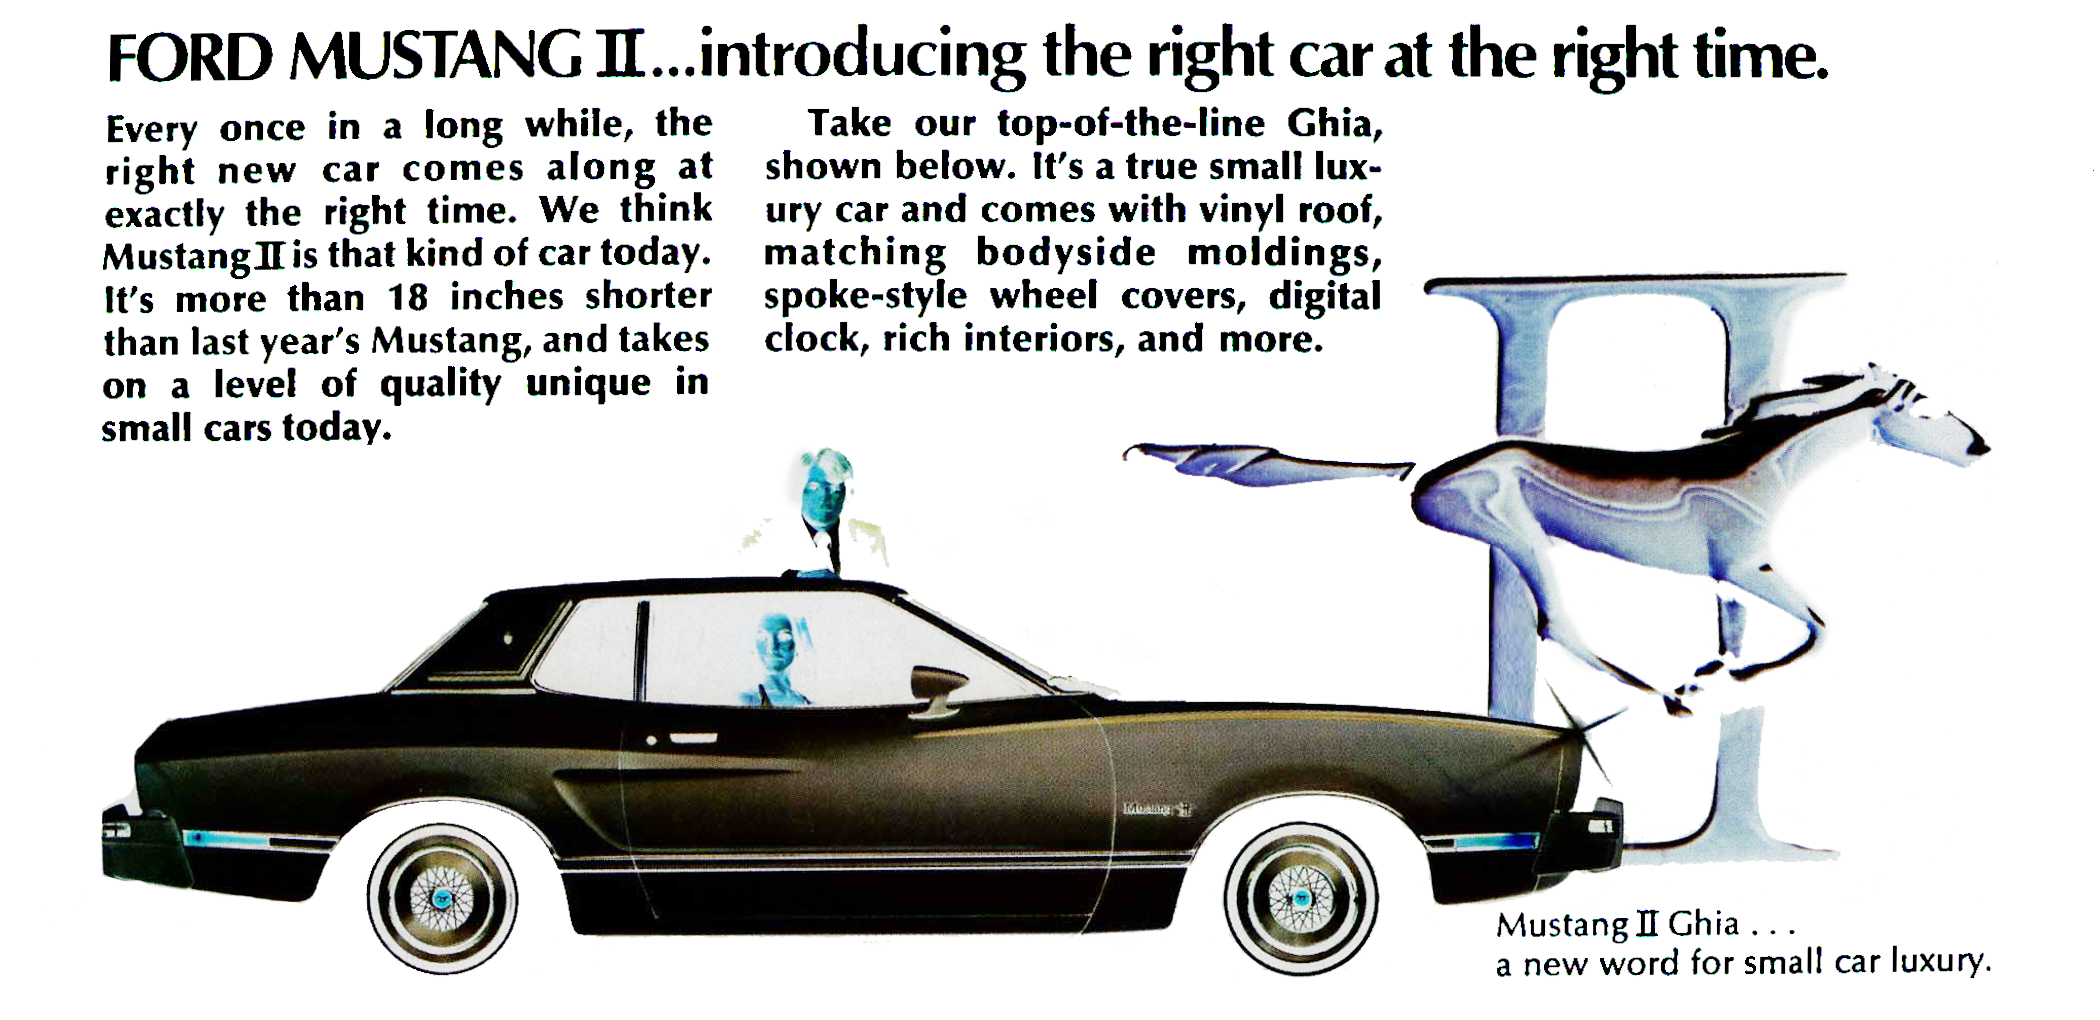 FORD MUSTANG II...introducing the right car at the right time.
Every once in a long while, the
right new car comes along at
exactly the right time. We think
Mustang II is that kind of car today.
It's more than 18 inches shorter
than last year's Mustang, and takes
on a level of quality unique in
small cars today.
Take our top-of-the-line Ghia,
shown below. It's a true small lux-
ury car and comes with vinyl roof,
matching bodyside moldings,
spoke-style wheel covers, digital
clock, rich interiors, and more.
II
Mustang II
Mustang II Ghia . . .
a new word for small car luxury.